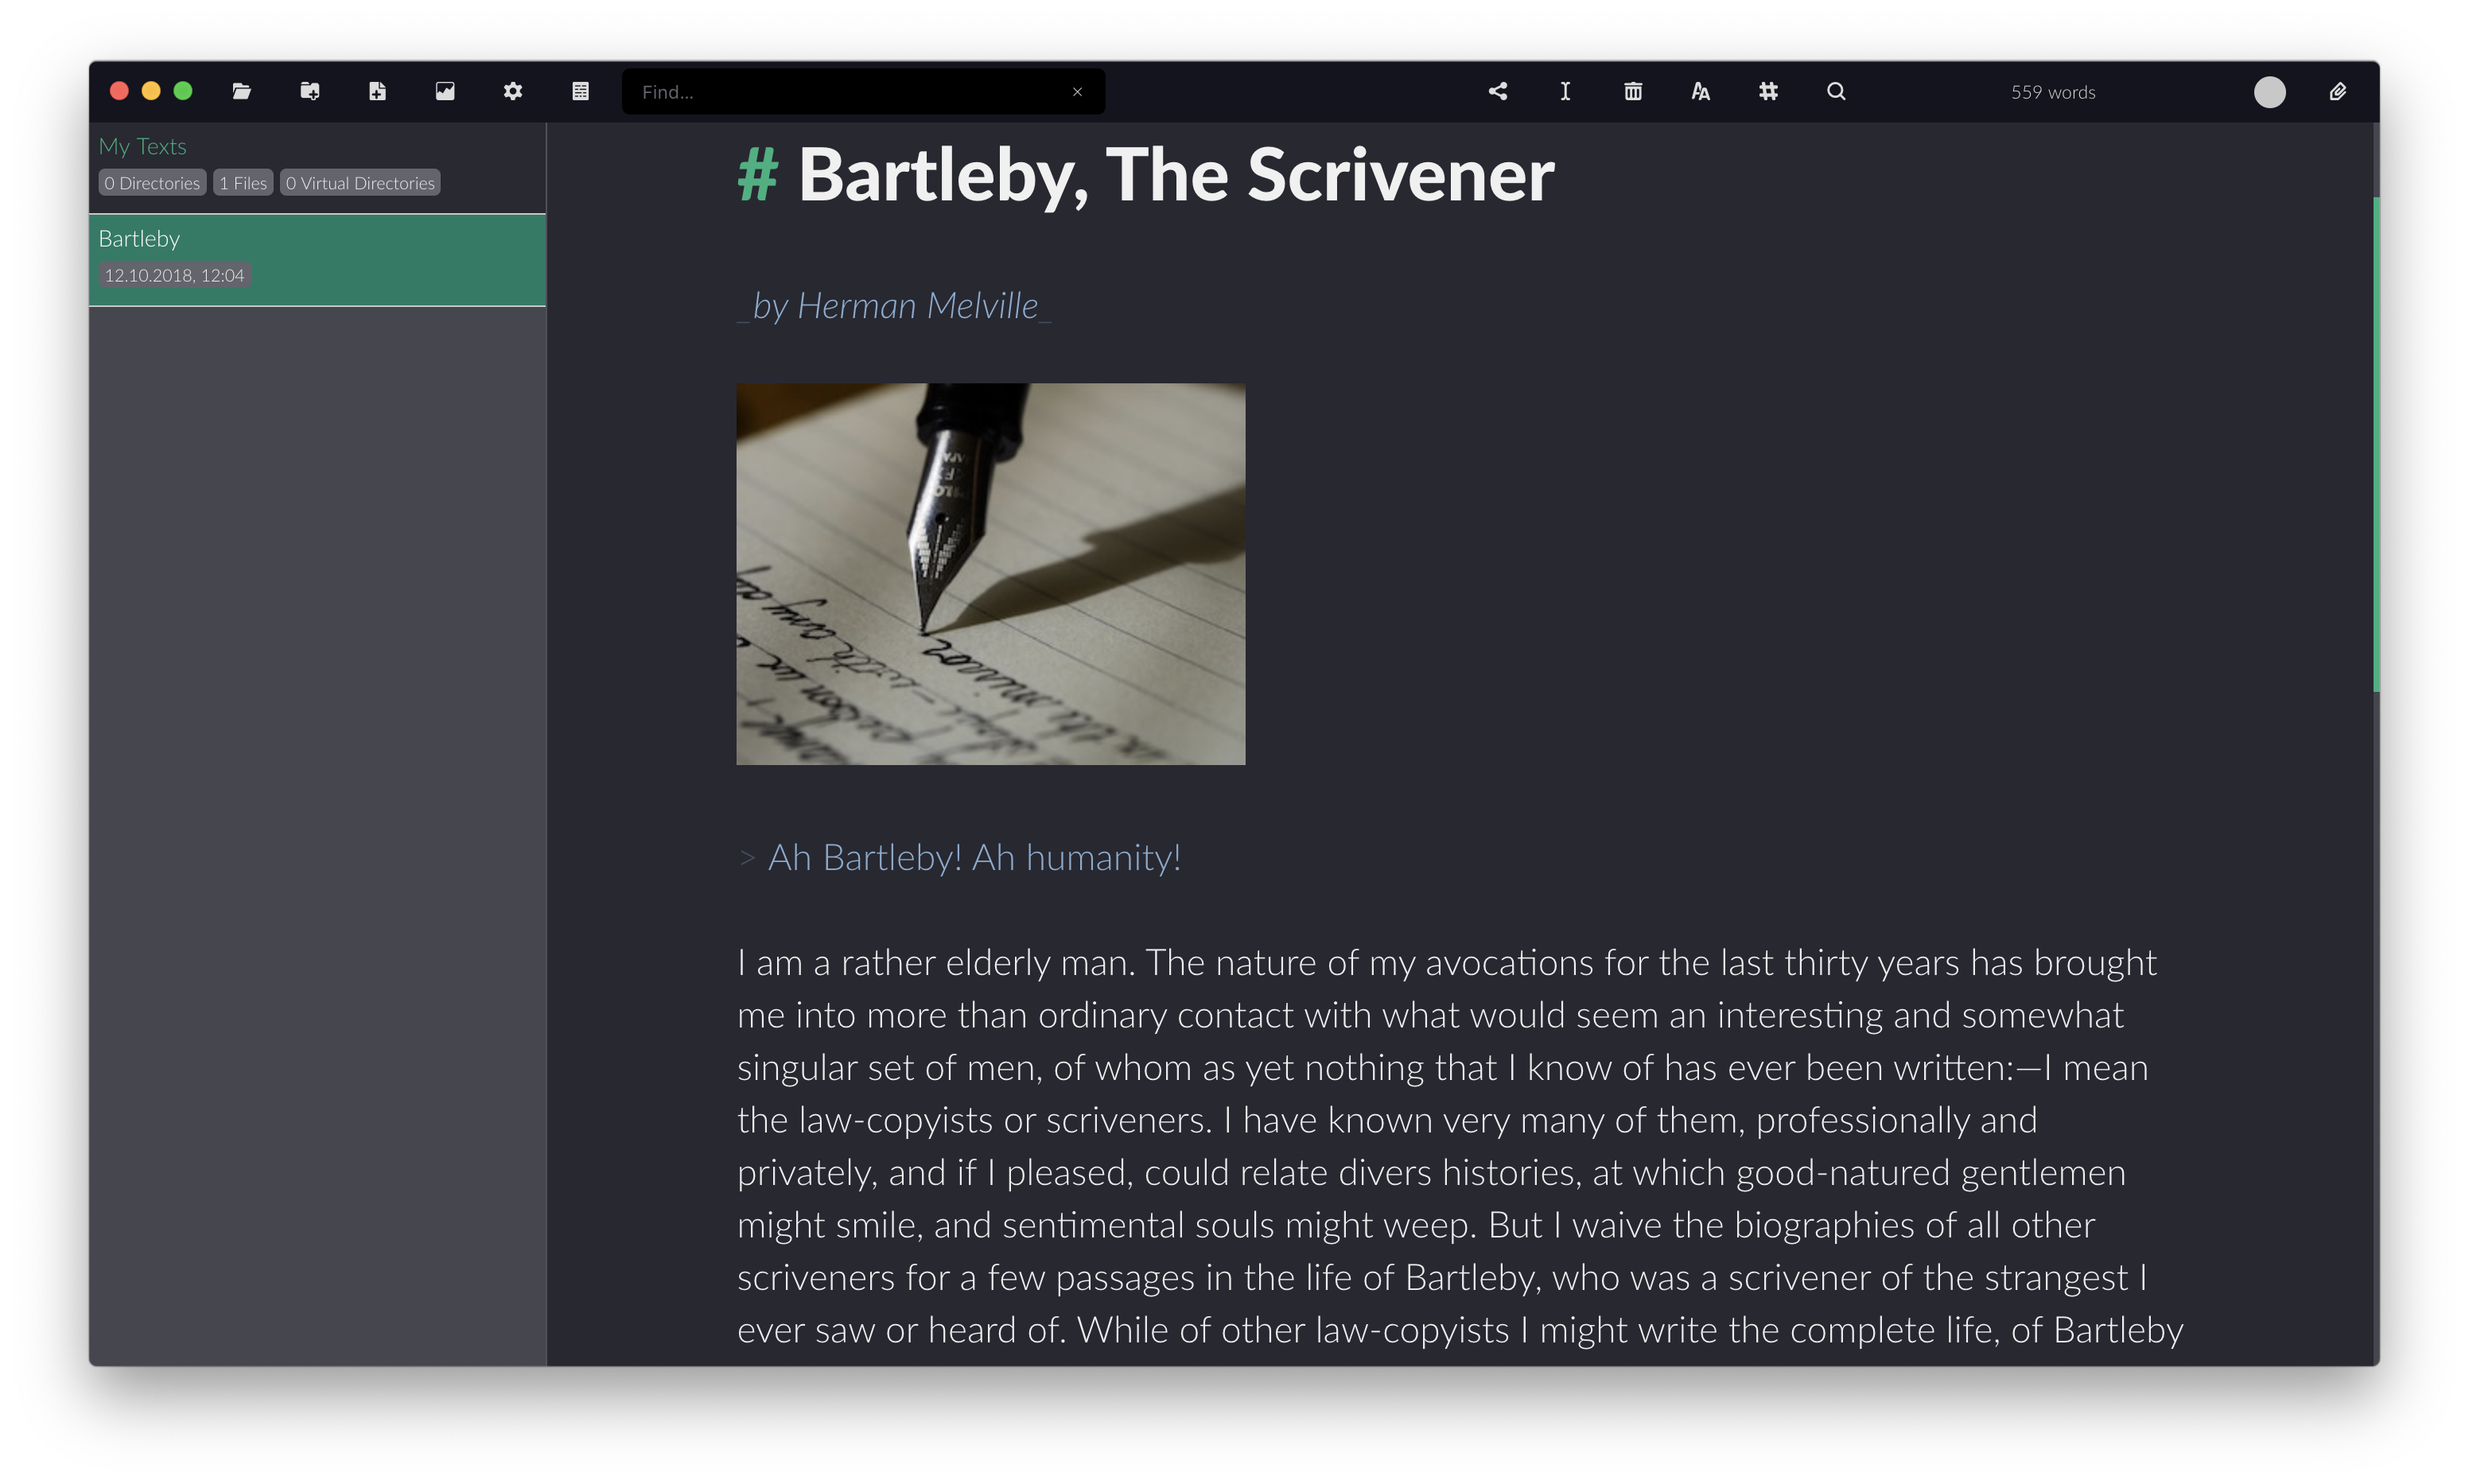 Find...
559 words
My Texts
0 Directories 1 Files 0 Virtual Directories
Bartleby
12.10.2018, 12:04
# Bartleby, The Scrivener
_by Herman Melville_
> Ah Bartleby! Ah humanity!
I am a rather elderly man. The nature of my avocations for the last thirty years has brought
me into more than ordinary contact with what would seem an interesting and somewhat
singular set of men, of whom as yet nothing that I know of has ever been written:—I mean
the law-copyists or scriveners. I have known very many of them, professionally and
privately, and if I pleased, could relate divers histories, at which good-natured gentlemen
might smile, and sentimental souls might weep. But I waive the biographies of all other
scriveners for a few passages in the life of Bartleby, who was a scrivener of the strangest I
ever saw or heard of. While of other law-copyists I might write the complete life, of Bartleby